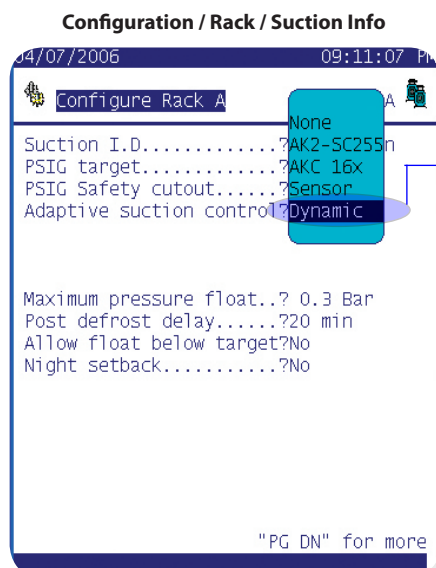 Configuration / Rack / Suction Info
04/07/2006 09:11:07 PM
Configure Rack A A
None
Suction I.D.............?AK2-SC255n
PSIG target.............?AKC 16x
PSIG Safety cutout......?Sensor
Adaptive suction control?Dynamic
Maximum pressure float..? 0.3 Bar
Post defrost delay......?20 min
Allow float below target?No
Night setback...........?No
"PG DN" for more